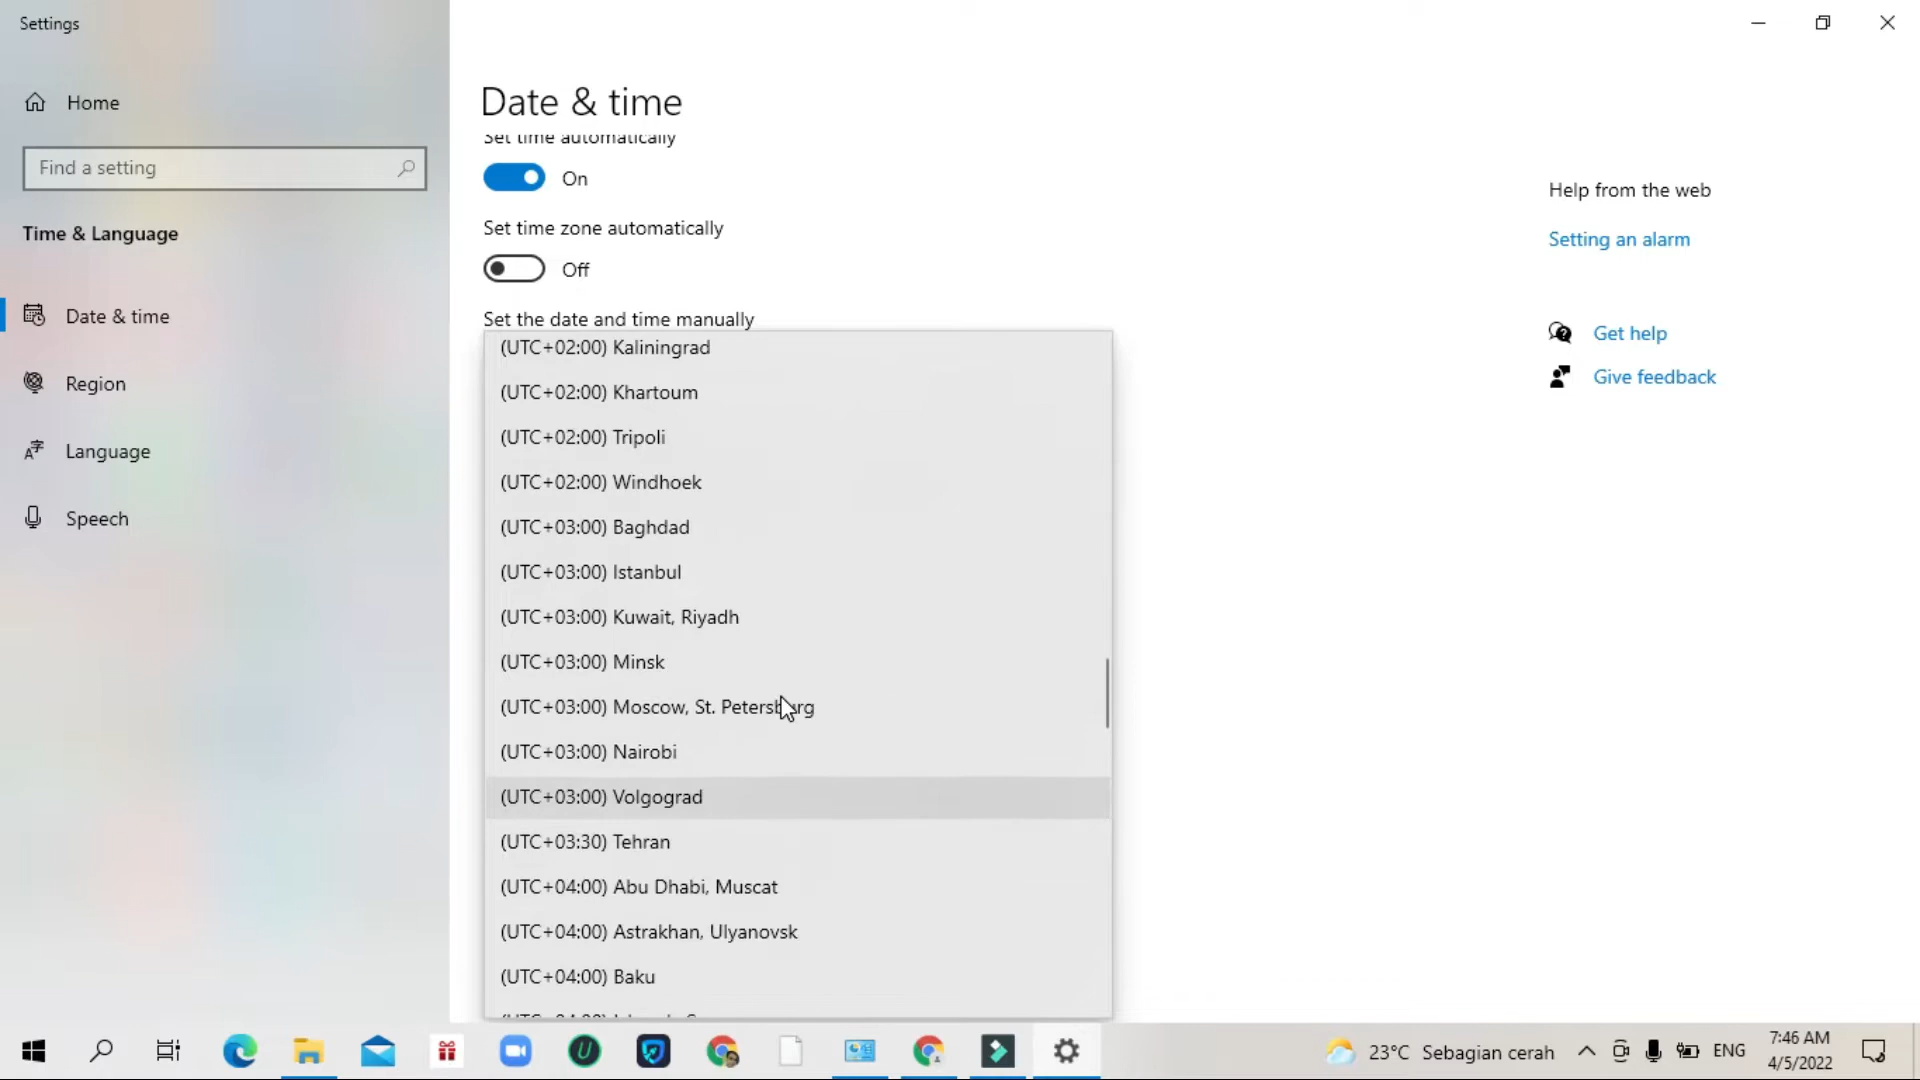 Settings
Home
Find a setting
Time & Language
Date & time
Region
Language
Speech
Date & time
Set time automatically
On
Set time zone automatically
Off
Set the date and time manually
(UTC+02:00) Kaliningrad
(UTC+02:00) Khartoum
(UTC+02:00) Tripoli
(UTC+02:00) Windhoek
(UTC+03:00) Baghdad
(UTC+03:00) Istanbul
(UTC+03:00) Kuwait, Riyadh
(UTC+03:00) Minsk
(UTC+03:00) Moscow, St. Petersburg
(UTC+03:00) Nairobi
(UTC+03:00) Volgograd
(UTC+03:30) Tehran
(UTC+04:00) Abu Dhabi, Muscat
(UTC+04:00) Astrakhan, Ulyanovsk
(UTC+04:00) Baku
Help from the web
Setting an alarm
Get help
Give feedback
23°C Sebagian cerah
ENG
7:46 AM
4/5/2022